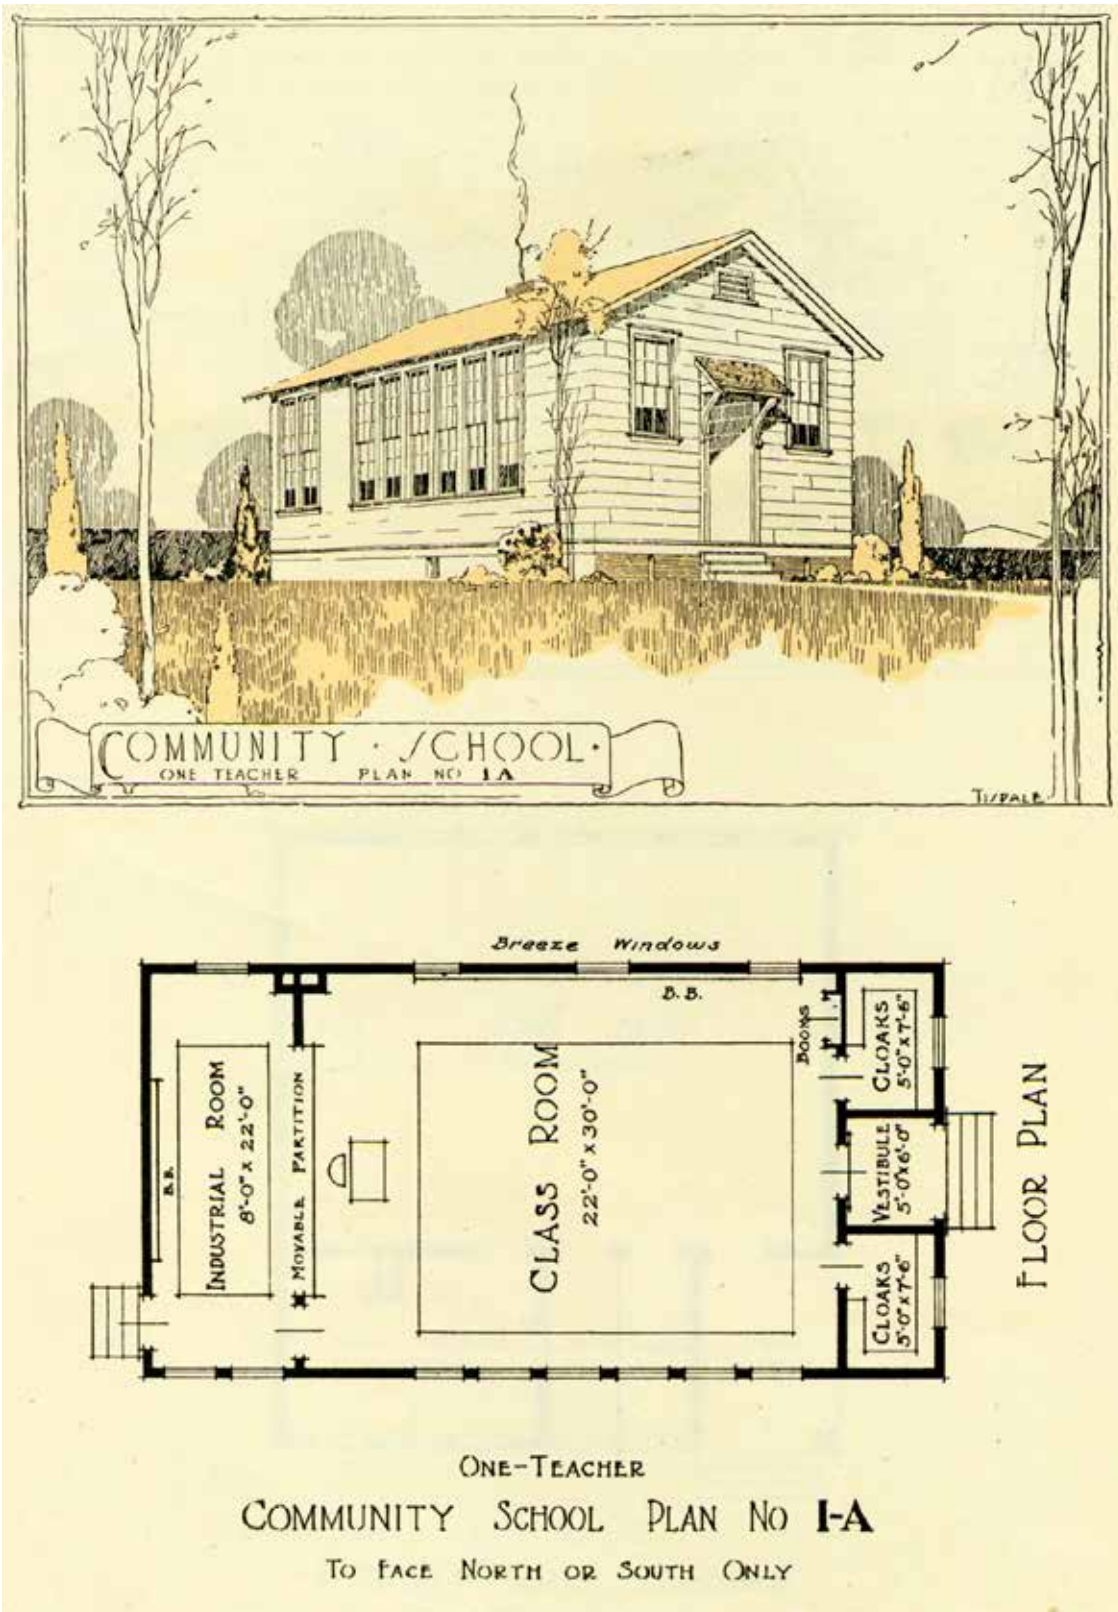 COMMUNITY · SCHOOL ·
ONE TEACHER PLAN NO 1A
TISDALE
Breeze Windows
B.B.
BOOKS
CLOAKS
5'-0" x 7'-6"
INDUSTRIAL ROOM
8'-0" x 22'-0"
B.B.
MOVABLE PARTITION
CLASS ROOM
22'-0" x 30'-0"
VESTIBULE
5'-0" x 6'-0"
CLOAKS
5'-0" x 7'-6"
FLOOR PLAN
ONE-TEACHER
COMMUNITY SCHOOL PLAN NO 1-A
TO FACE NORTH OR SOUTH ONLY